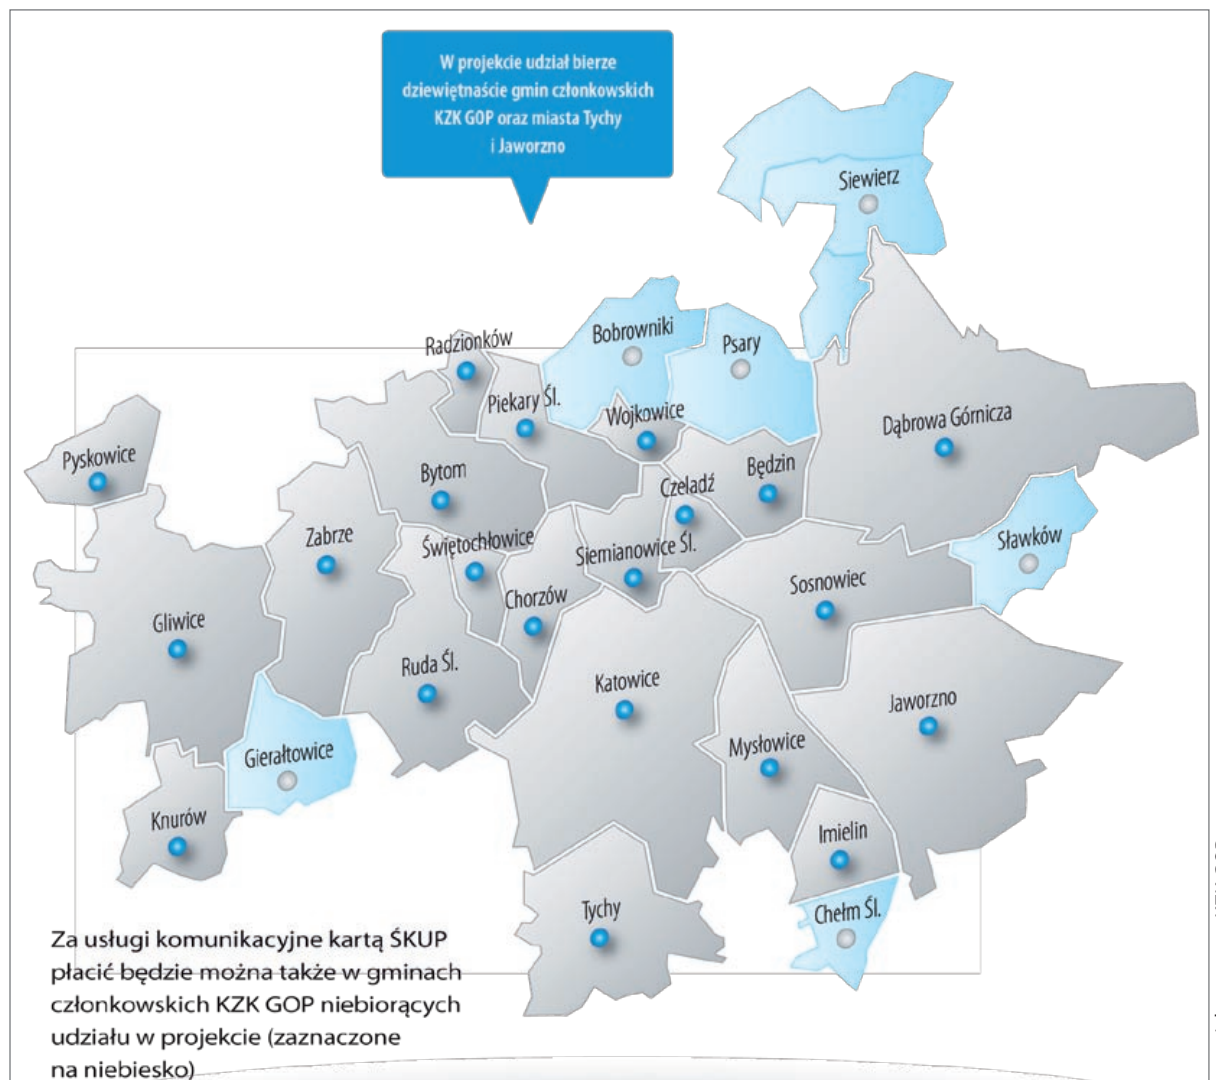 W projekcie udział bierze
dziewiętnaście gmin członkowskich
KZK GOP oraz miasta Tychy
i Jaworzno
Siewierz
Radzionków
Bobrowniki
Psary
Piekary Śl.
Wojkowice
Dąbrowa Górnicza
Pyskowice
Bytom
Będzin
Czeladź
Zabrze
Świętochłowice
Siemianowice Śl.
Sławków
Sosnowiec
Chorzów
Gliwice
Ruda Śl.
Katowice
Jaworzno
Mysłowice
Gierałtowice
Knurów
Imielin
Tychy
Chełm Śl.
Za usługi komunikacyjne kartą ŚKUP
płacić będzie można także w gminach
członkowskich KZK GOP niebiorących
udziału w projekcie (zaznaczone
na niebiesko)